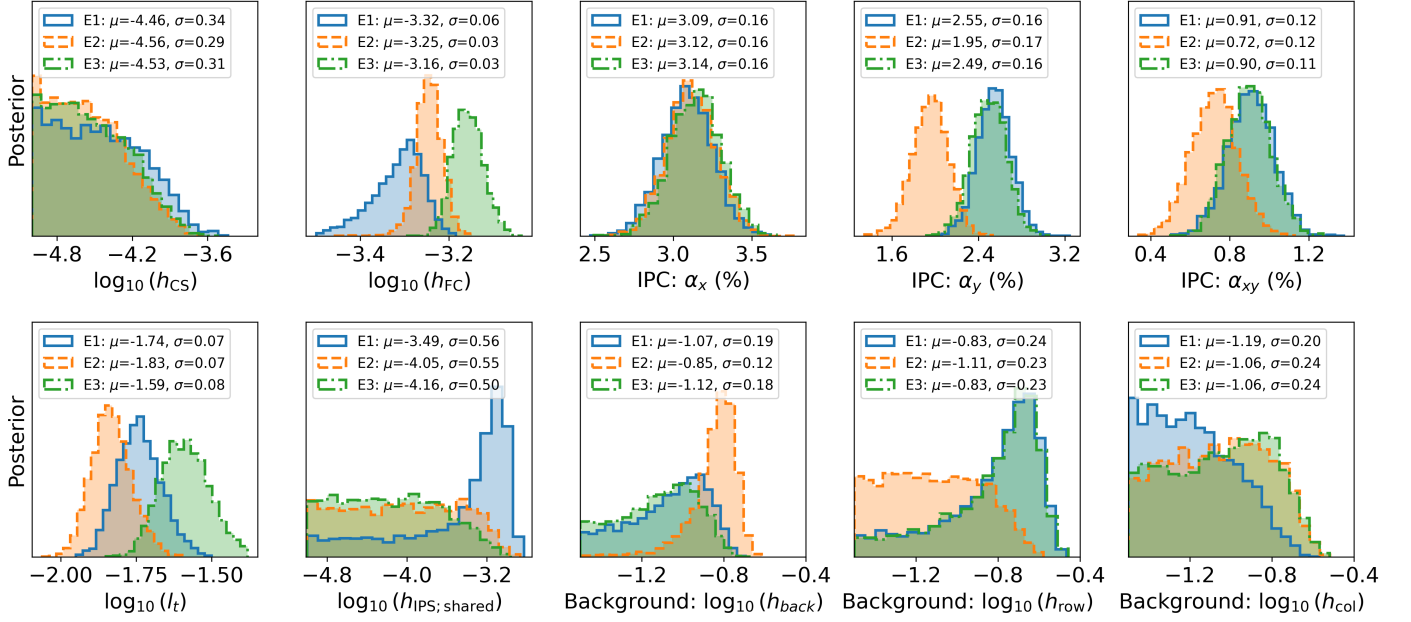 E1: μ=-4.46, σ=0.34
E2: μ=-4.56, σ=0.29
E3: μ=-4.53, σ=0.31
E1: μ=-3.32, σ=0.06
E2: μ=-3.25, σ=0.03
E3: μ=-3.16, σ=0.03
E1: μ=3.09, σ=0.16
E2: μ=3.12, σ=0.16
E3: μ=3.14, σ=0.16
E1: μ=2.55, σ=0.16
E2: μ=1.95, σ=0.17
E3: μ=2.49, σ=0.16
E1: μ=0.91, σ=0.12
E2: μ=0.72, σ=0.12
E3: μ=0.90, σ=0.11
Posterior
−4.8 −4.2 −3.6
−3.4 −3.2
2.5 3.0 3.5
1.6 2.4 3.2
0.4 0.8 1.2
log₁₀ (h_CS)
log₁₀ (h_FC)
IPC: α_x (%)
IPC: α_y (%)
IPC: α_xy (%)
E1: μ=-1.74, σ=0.07
E2: μ=-1.83, σ=0.07
E3: μ=-1.59, σ=0.08
E1: μ=-3.49, σ=0.56
E2: μ=-4.05, σ=0.55
E3: μ=-4.16, σ=0.50
E1: μ=-1.07, σ=0.19
E2: μ=-0.85, σ=0.12
E3: μ=-1.12, σ=0.18
E1: μ=-0.83, σ=0.24
E2: μ=-1.11, σ=0.23
E3: μ=-0.83, σ=0.23
E1: μ=-1.19, σ=0.20
E2: μ=-1.06, σ=0.24
E3: μ=-1.06, σ=0.24
Posterior
−2.00 −1.75 −1.50
−4.8 −4.0 −3.2
−1.2 −0.8 −0.4
−1.2 −0.8 −0.4
−1.2 −0.8 −0.4
log₁₀ (I_t)
log₁₀ (h_IPS; shared)
Background: log₁₀ (h_back)
Background: log₁₀ (h_row)
Background: log₁₀ (h_col)